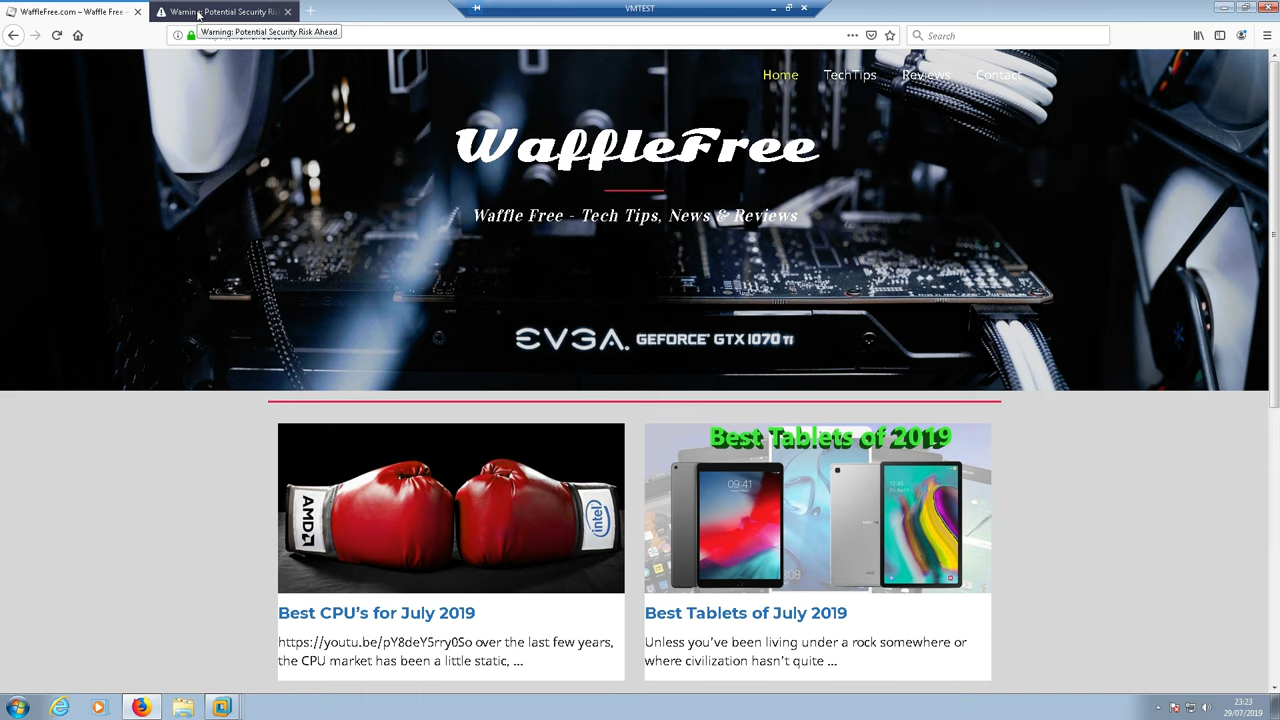 WaffleFree.com – Waffle Free –
Warning: Potential Security Ri
VMTEST
Warning: Potential Security Risk Ahead
Search
Home TechTips Reviews Contact
WaffleFree
Waffle Free - Tech Tips, News & Reviews
EVGA. GEFORCE® GTX 1070 Ti
AMD
intel
Best Tablets of 2019
09:41
Best CPU's for July 2019
https://youtu.be/pY8deY5rry0So over the last few years,
the CPU market has been a little static, ...
Best Tablets of July 2019
Unless you've been living under a rock somewhere or
where civilization hasn't quite ...
23:23
29/07/2019